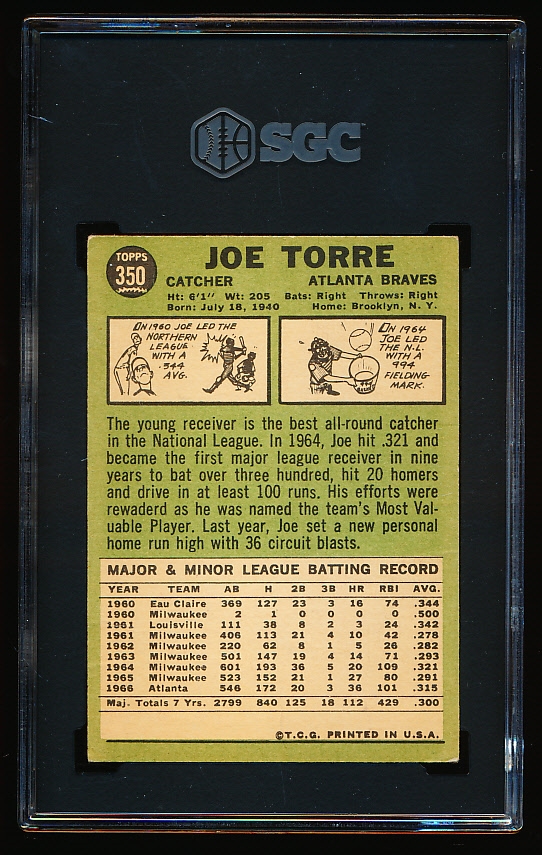 SGC
TOPPS
350
JOE TORRE
CATCHER ATLANTA BRAVES
Ht: 6'1" Wt: 205 Bats: Right Throws: Right
Born: July 18, 1940 Home: Brooklyn, N. Y.
IN 1960 JOE LED THE
NORTHERN
LEAGUE
WITH A
.344
AVG.
IN 1964
JOE LED
THE N.L.
WITH A
994
FIELDING
MARK.
The young receiver is the best all-round catcher
in the National League. In 1964, Joe hit .321 and
became the first major league receiver in nine
years to bat over three hundred, hit 20 homers
and drive in at least 100 runs. His efforts were
rewaderd as he was named the team's Most Val-
uable Player. Last year, Joe set a new personal
home run high with 36 circuit blasts.
MAJOR & MINOR LEAGUE BATTING RECORD
YEAR TEAM AB H 2B 3B HR RBI AVG.
1960 Eau Claire 369 127 23 3 16 74 .344
1960 Milwaukee 2 1 0 0 0 0 .500
1961 Louisville 111 38 8 2 3 24 .342
1961 Milwaukee 406 113 21 4 10 42 .278
1962 Milwaukee 220 62 8 1 5 26 .282
1963 Milwaukee 501 147 19 4 14 71 .293
1964 Milwaukee 601 193 36 5 20 109 .321
1965 Milwaukee 523 152 21 1 27 80 .291
1966 Atlanta 546 172 20 3 36 101 .315
Maj. Totals 7 Yrs. 2799 840 125 18 112 429 .300
©T.C.G. PRINTED IN U.S.A.